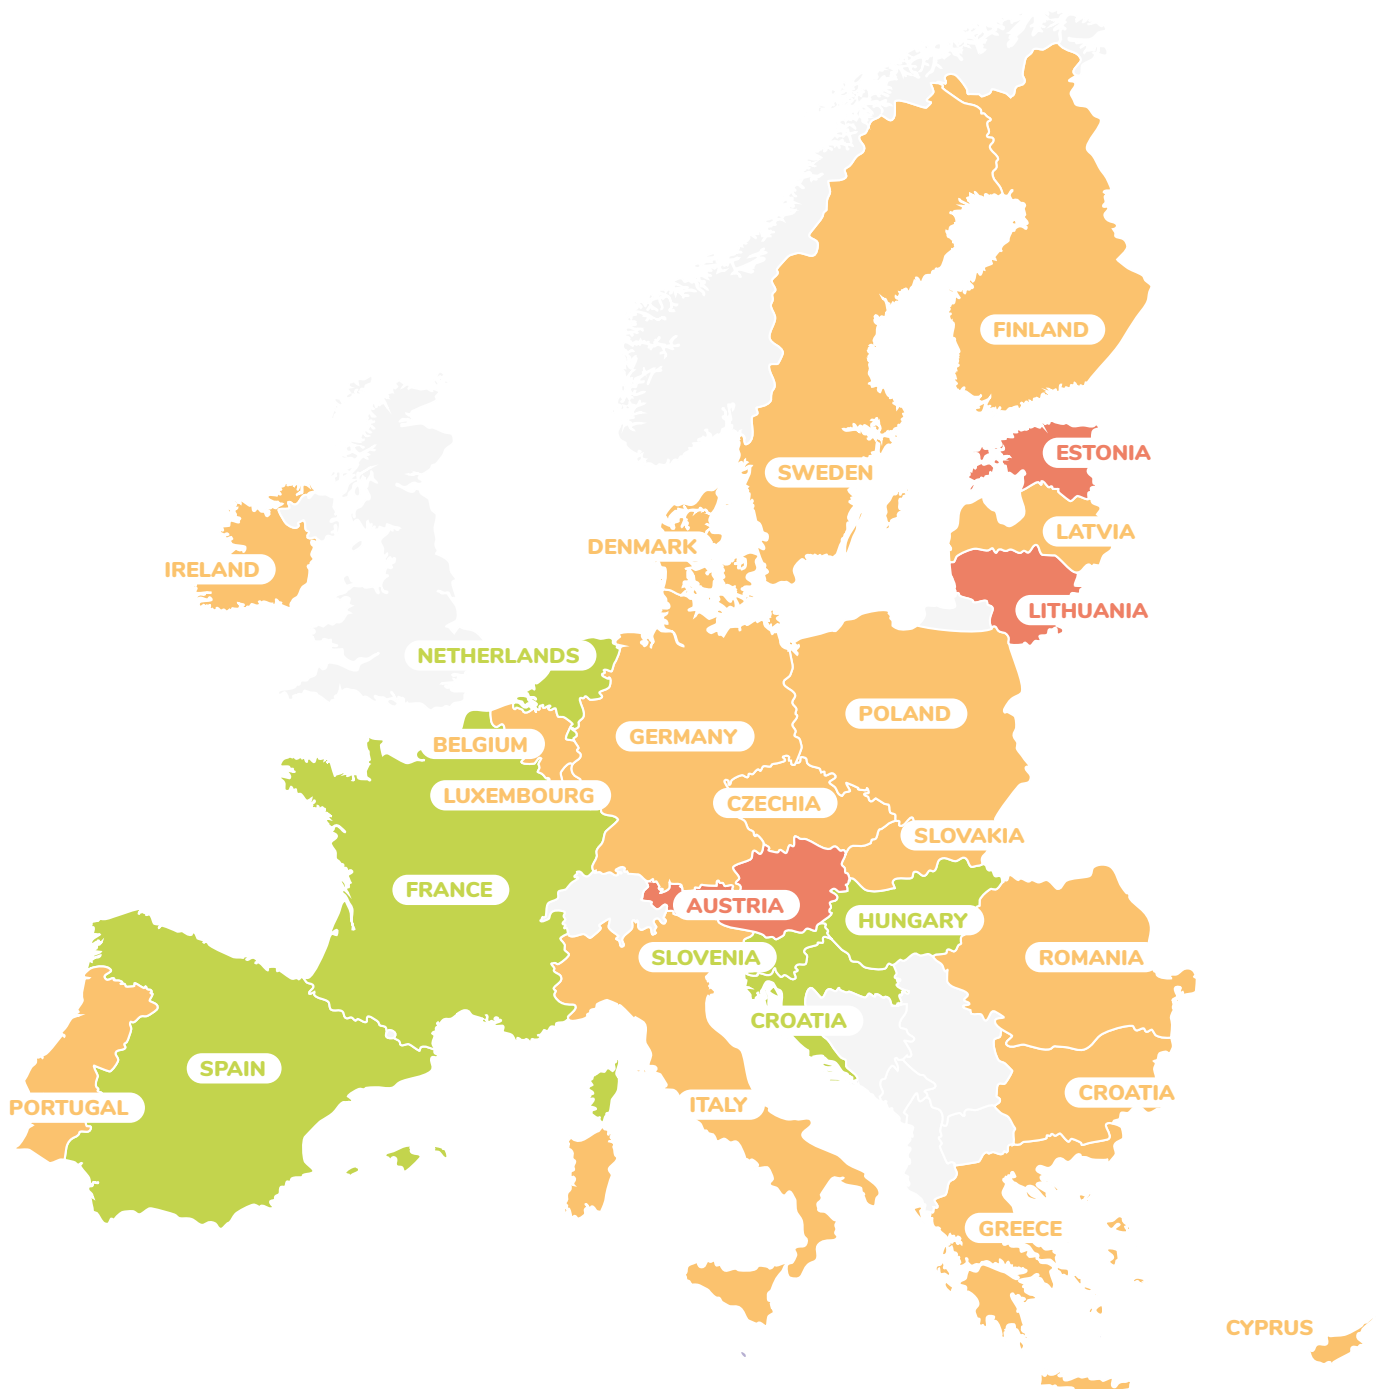 FINLAND
ESTONIA
SWEDEN
LATVIA
DENMARK
IRELAND
LITHUANIA
NETHERLANDS
POLAND
GERMANY
BELGIUM
LUXEMBOURG
CZECHIA
SLOVAKIA
FRANCE
AUSTRIA
HUNGARY
SLOVENIA
ROMANIA
CROATIA
SPAIN
CROATIA
ITALY
PORTUGAL
GREECE
CYPRUS